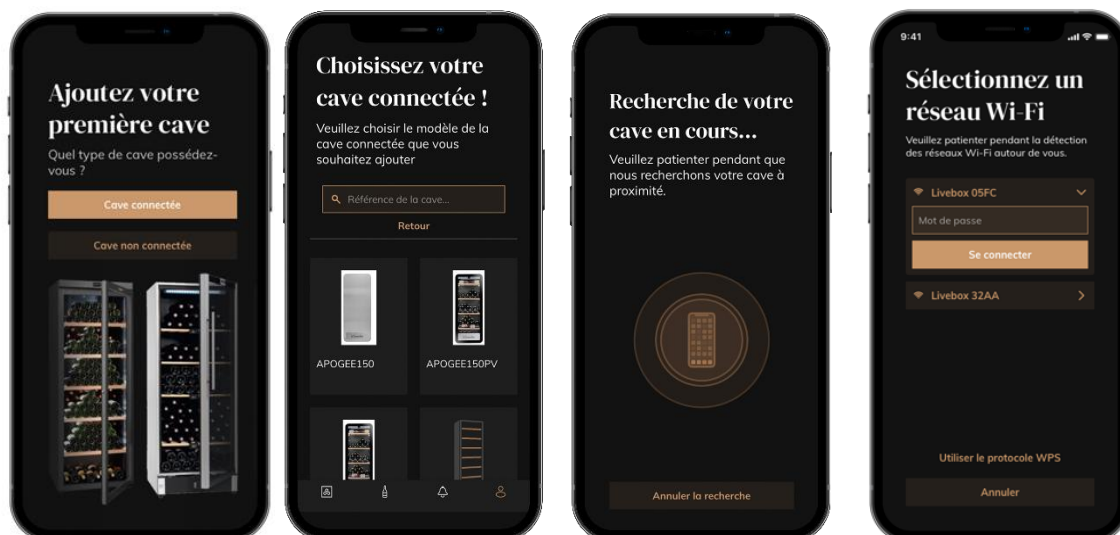 Ajoutez votre
première cave
Quel type de cave possédez-
vous ?
Cave connectée
Cave non connectée
Choisissez votre
cave connectée !
Veuillez choisir le modèle de la
cave connectée que vous
souhaitez ajouter
Référence de la cave...
Retour
APOGEE150
APOGEE150PV
Recherche de votre
cave en cours...
Veuillez patienter pendant que
nous recherchons votre cave à
proximité.
Annuler la recherche
9:41
Sélectionnez un
réseau Wi-Fi
Veuillez patienter pendant la détection
des réseaux Wi-Fi autour de vous.
Livebox 05FC
Mot de passe
Se connecter
Livebox 32AA
Utiliser le protocole WPS
Annuler